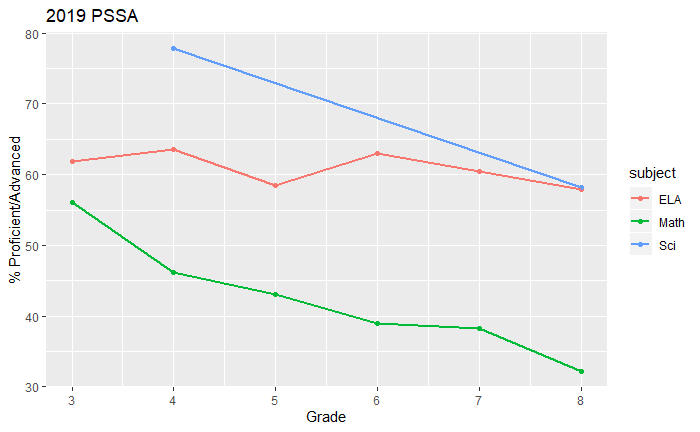 2019 PSSA
% Proficient/Advanced
80
70
60
50
40
30
3 4 5 6 7 8
Grade
subject
ELA
Math
Sci